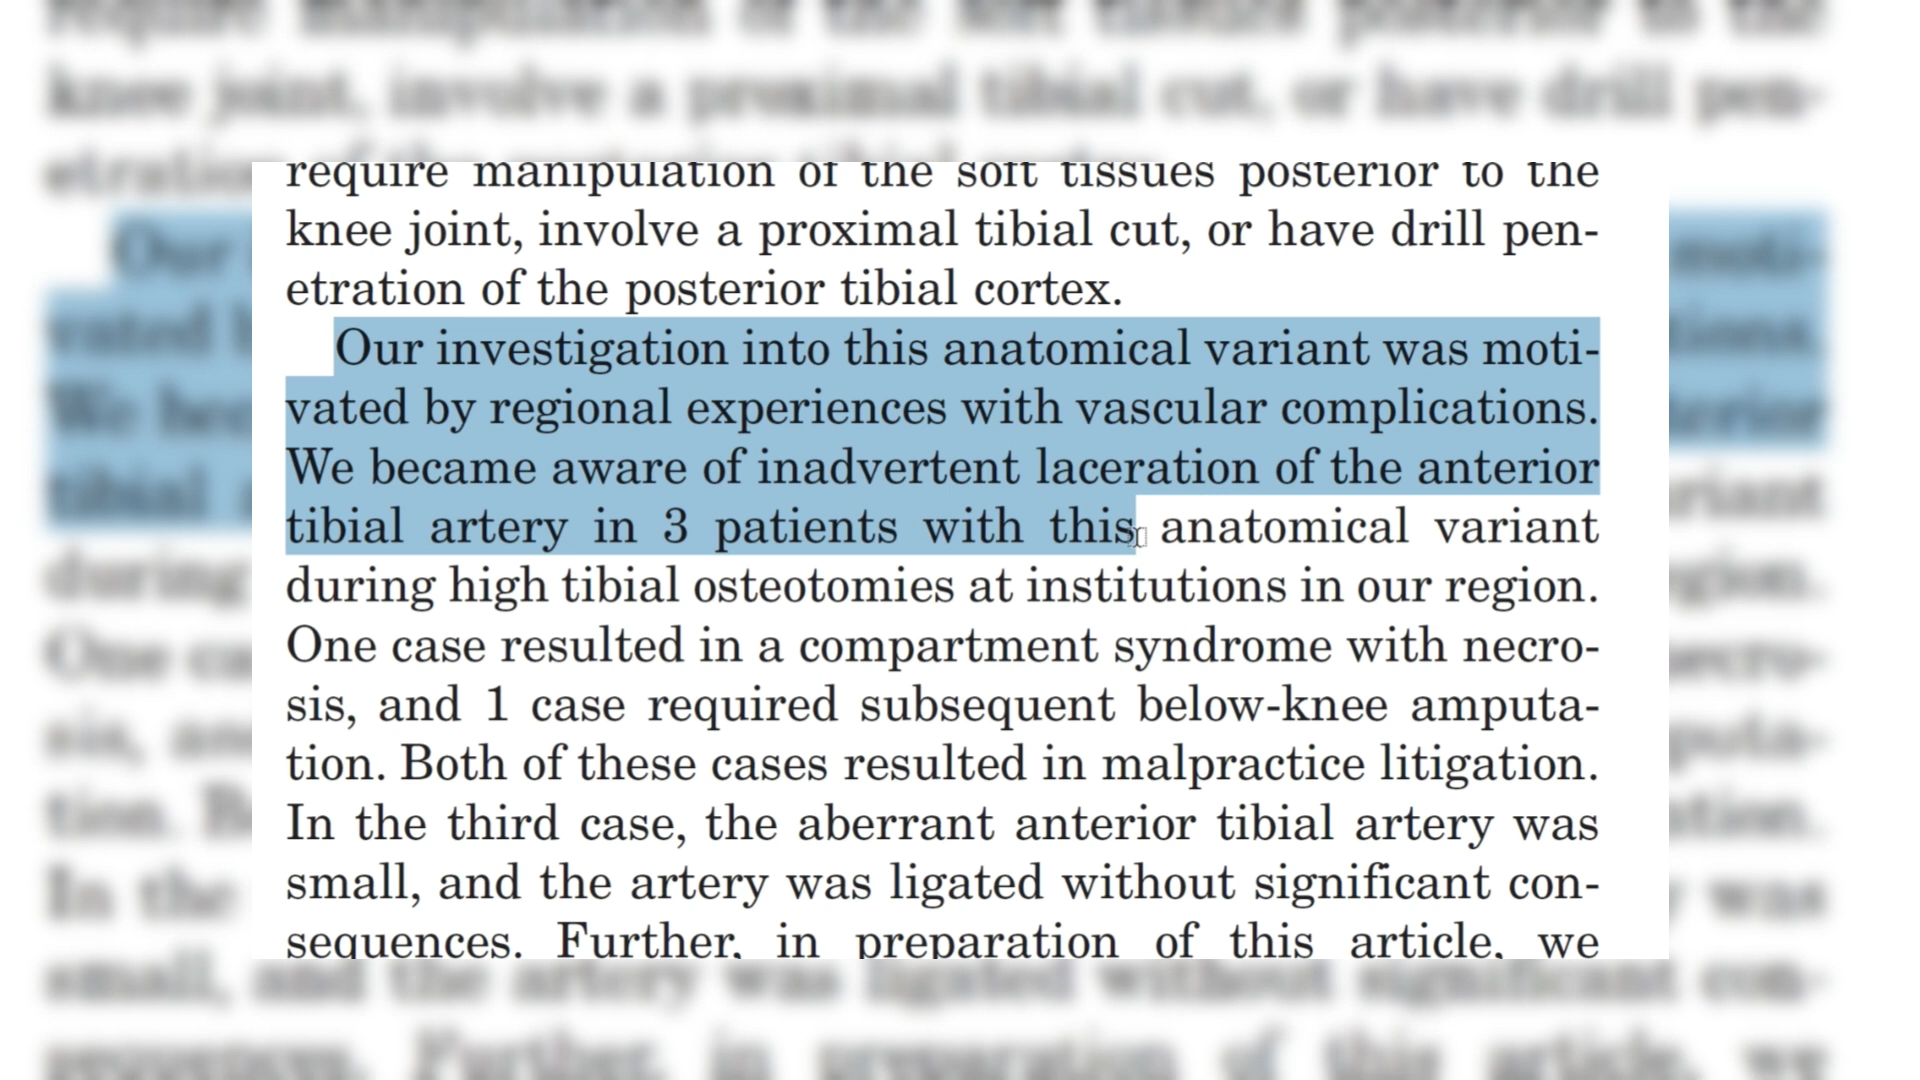 require manipulation of the soft tissues posterior to the
knee joint, involve a proximal tibial cut, or have drill pen-
etration of the posterior tibial cortex.
Our investigation into this anatomical variant was moti-
vated by regional experiences with vascular complications.
We became aware of inadvertent laceration of the anterior
tibial artery in 3 patients with this anatomical variant
during high tibial osteotomies at institutions in our region.
One case resulted in a compartment syndrome with necro-
sis, and 1 case required subsequent below-knee amputa-
tion. Both of these cases resulted in malpractice litigation.
In the third case, the aberrant anterior tibial artery was
small, and the artery was ligated without significant con-
sequences. Further, in preparation of this article, we